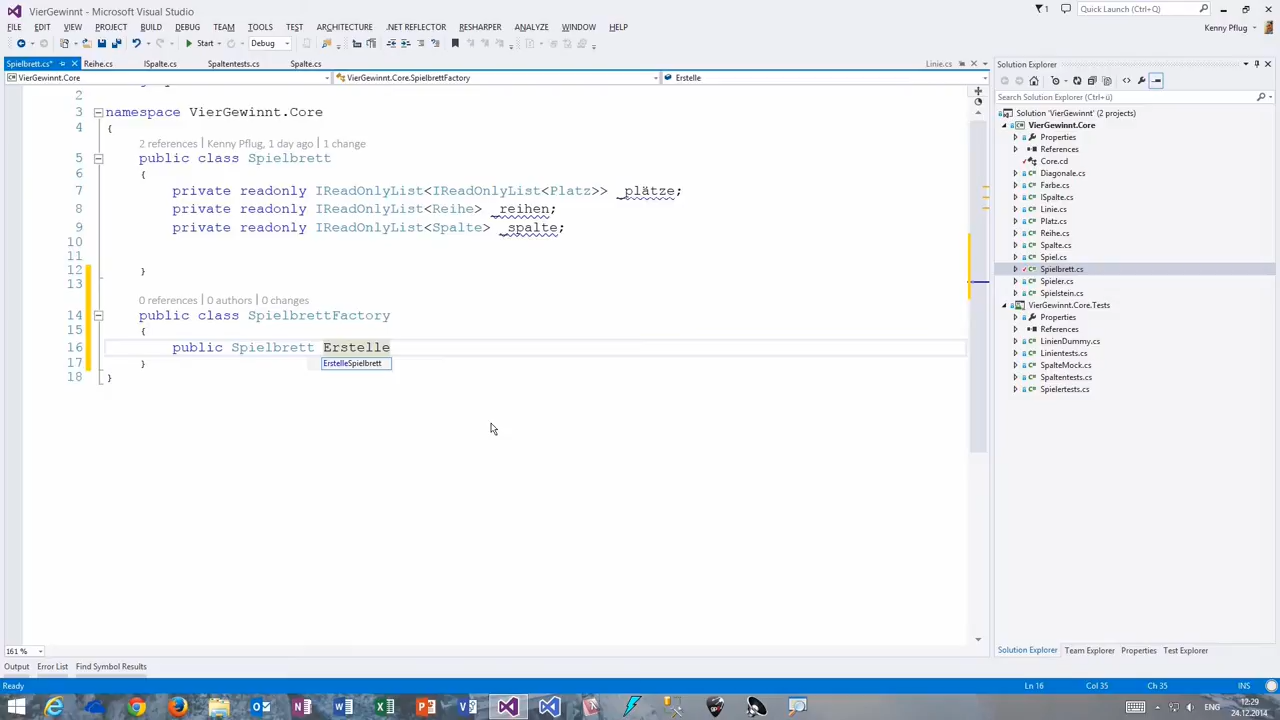 VierGewinnt - Microsoft Visual Studio
1
Quick Launch (Ctrl+Q)
FILE EDIT VIEW PROJECT BUILD DEBUG TEAM TOOLS TEST ARCHITECTURE .NET REFLECTOR RESHARPER ANALYZE WINDOW HELP
Kenny Pflug
Start
Debug
Spielbrett.cs* Reihe.cs ISpalte.cs Spaltentests.cs Spalte.cs Linie.cs
VierGewinnt.Core VierGewinnt.Core.SpielbrettFactory Erstelle
2
3 namespace VierGewinnt.Core
4 {
2 references | Kenny Pflug, 1 day ago | 1 change
5 public class Spielbrett
6 {
7 private readonly IReadOnlyList<IReadOnlyList<Platz>> _plätze;
8 private readonly IReadOnlyList<Reihe> _reihen;
9 private readonly IReadOnlyList<Spalte> _spalte;
10
11
12 }
13
0 references | 0 authors | 0 changes
14 public class SpielbrettFactory
15 {
16 public Spielbrett Erstelle
ErstelleSpielbrett
17 }
18 }
161 %
Output Error List Find Symbol Results
Solution Explorer
Search Solution Explorer (Ctrl+ü)
Solution 'VierGewinnt' (2 projects)
VierGewinnt.Core
Properties
References
Core.cd
Diagonale.cs
Farbe.cs
ISpalte.cs
Linie.cs
Platz.cs
Reihe.cs
Spalte.cs
Spiel.cs
Spielbrett.cs
Spieler.cs
Spielstein.cs
VierGewinnt.Core.Tests
Properties
References
LinienDummy.cs
Linientests.cs
SpalteMock.cs
Spaltentests.cs
Spielertests.cs
Solution Explorer Team Explorer Properties Test Explorer
Ready
Ln 16 Col 35 Ch 35 INS
ENG
12:29
24.12.2014